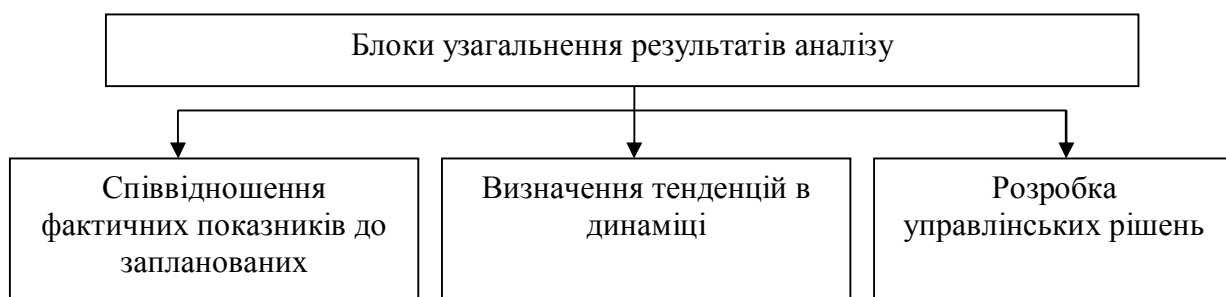 Блоки узагальнення результатів аналізу
Співвідношення
фактичних показників до
запланованих
Визначення тенденцій в
динаміці
Розробка
управлінських рішень